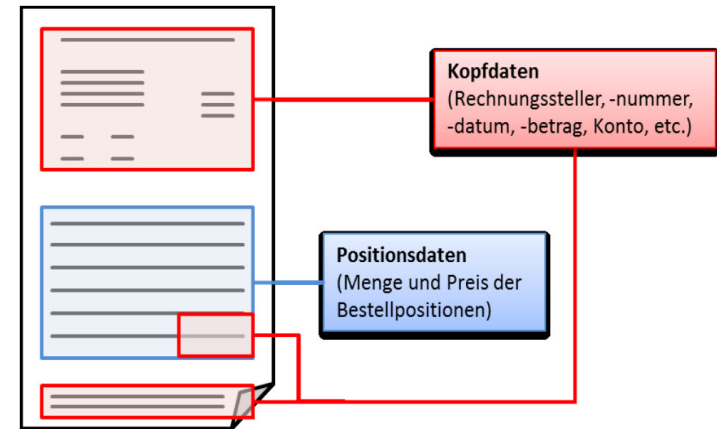 Kopfdaten
(Rechnungssteller, -nummer,
-datum, -betrag, Konto, etc.)
Positionsdaten
(Menge und Preis der
Bestellpositionen)